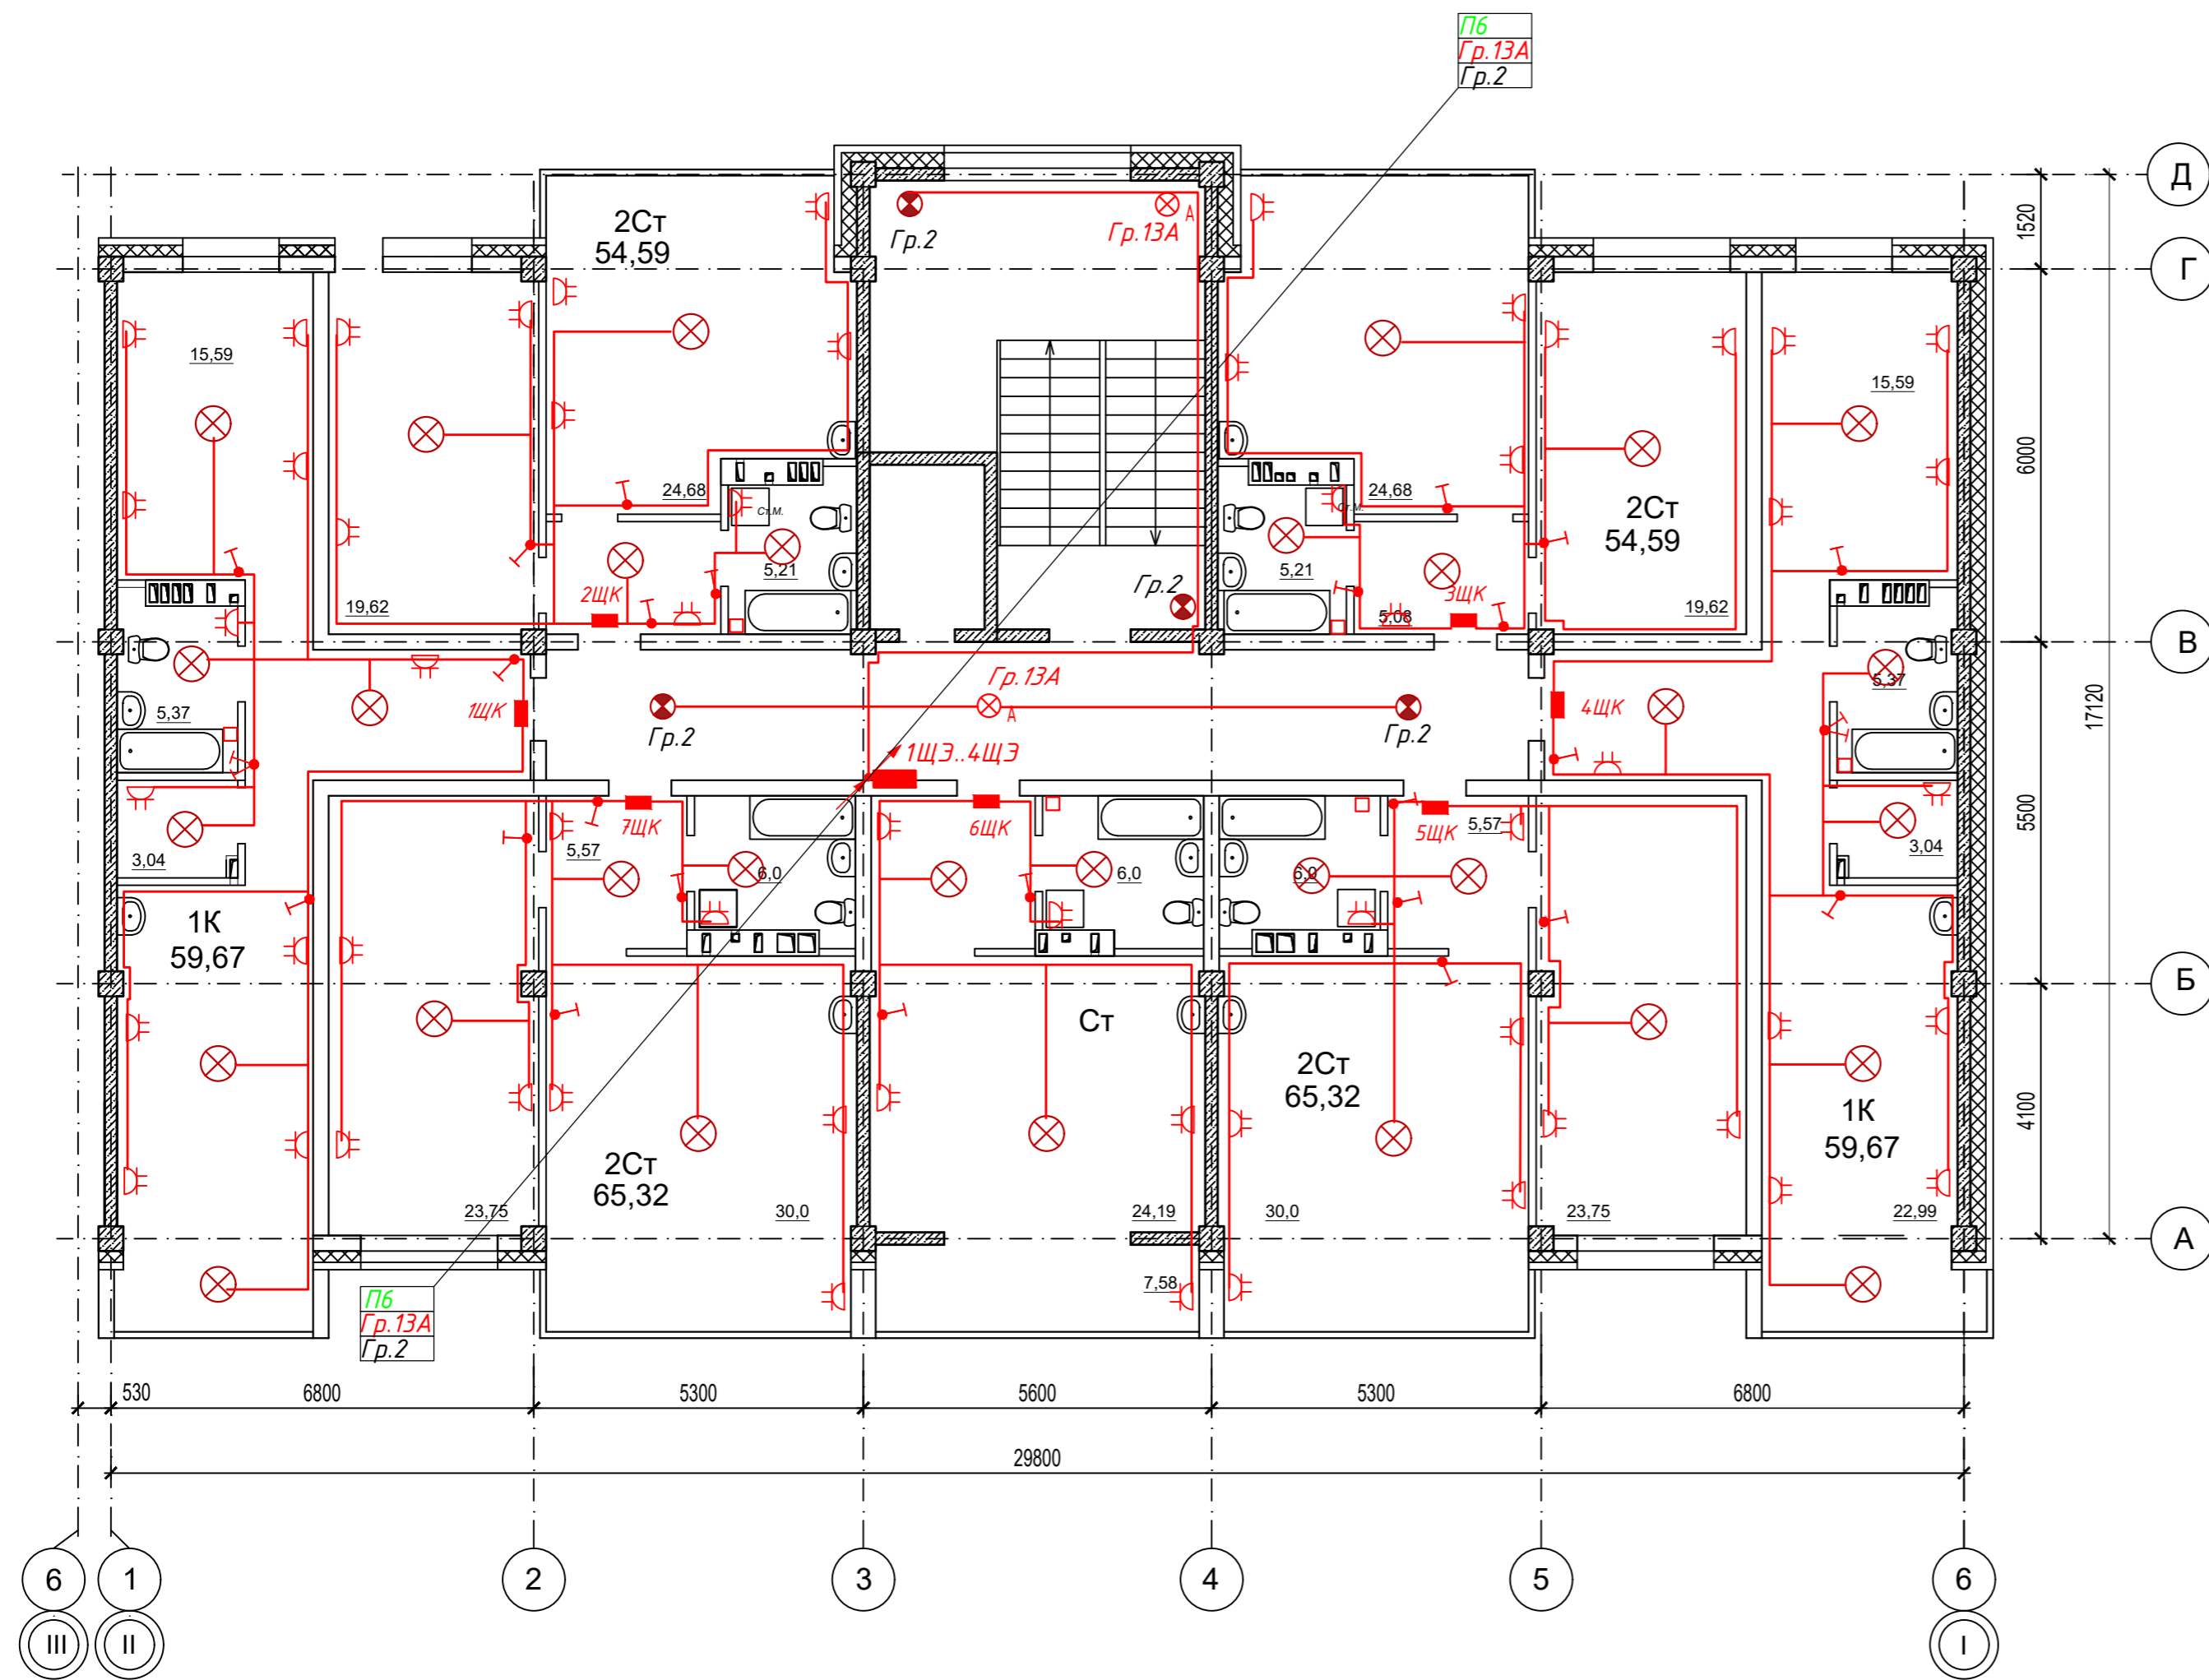 П6
Гр.13А
Гр.2
Д
2Ст
54,59
Гр.2
Гр.13А
А
1520
Г
15,59
15,59
6000
24,68
Ст.М.
24,68
Ст.М.
2Ст
54,59
5,21
5,21
2ЩК
Гр.2
3ЩК
19,62
5,08
19,62
В
Гр.13А
5,37
5,37
1ЩК
А
4ЩК
17120
Гр.2
Гр.2
1ЩЭ..4ЩЭ
5500
7ЩК
6ЩК
5ЩК
5,57
5,57
3,04
6,0
6,0
6,0
3,04
1К
59,67
Б
Ст
2Ст
65,32
4100
1К
59,67
2Ст
65,32
23,75
30,0
24,19
30,0
23,75
22,99
А
7,58
П6
Гр.13А
Гр.2
530
6800
5300
5600
5300
6800
29800
6
1
2
3
4
5
6
III
II
I